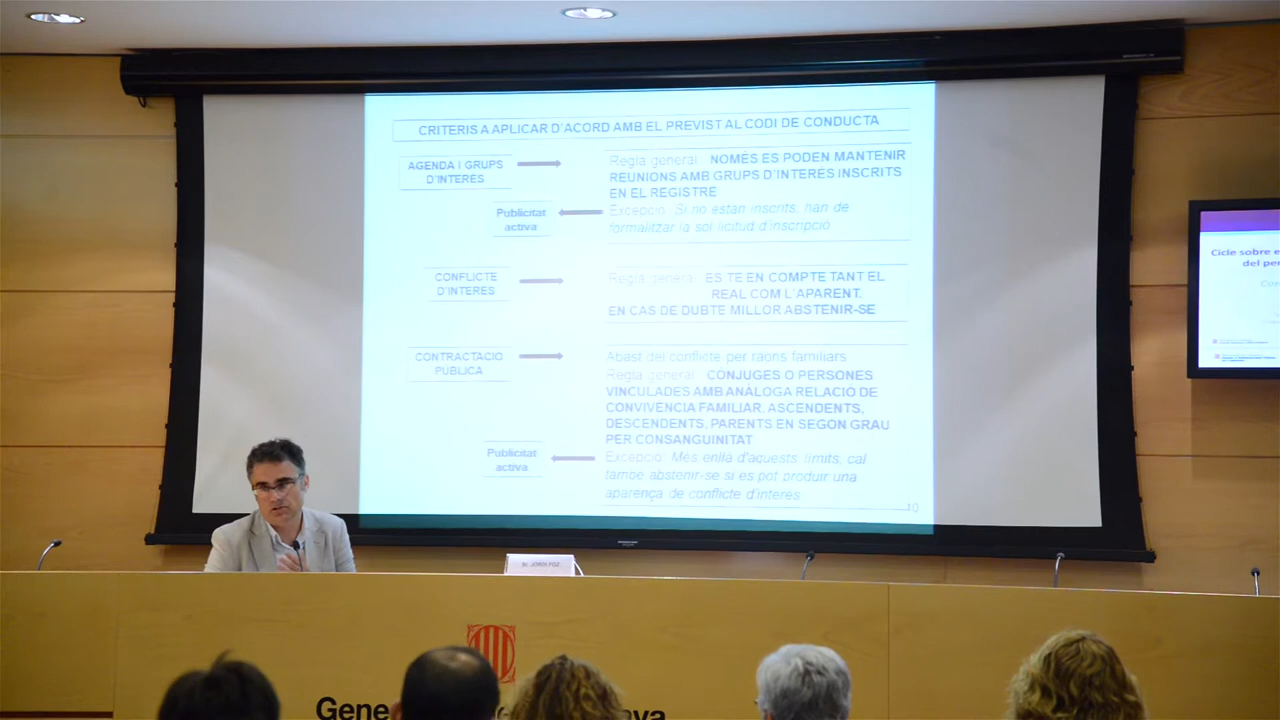 CRITERIS A APLICAR D'ACORD AMB EL PREVIST AL CODI DE CONDUCTA
AGENDA I GRUPS
D'INTERES
Regla general: NOMÉS ES PODEN MANTENIR
REUNIONS AMB GRUPS D'INTERÈS INSCRITS
EN EL REGISTRE
Publicitat
activa
Excepció: Si no estan inscrits, han de
formalitzar la sol licitud d'inscripció
CONFLICTE
D'INTERES
Regla general: ES TE EN COMPTE TANT EL
REAL COM L'APARENT.
EN CAS DE DUBTE MILLOR ABSTENIR-SE
CONTRACTACIO
PUBLICA
Abast del conflicte per raons familiars
Regla general: CONJUGES O PERSONES
VINCULADES AMB ANÀLOGA RELACIO DE
CONVIVENCIA FAMILIAR, ASCENDENTS,
DESCENDENTS, PARENTS EN SEGON GRAU
PER CONSANGUINITAT
Publicitat
activa
Excepció: Més enllà d'aquests límits, cal
també abstenir-se si es pot produir una
aparença de conflicte d'interès
10
Cicle sobre e
del per
Sr. JORDI FOZ
Gene